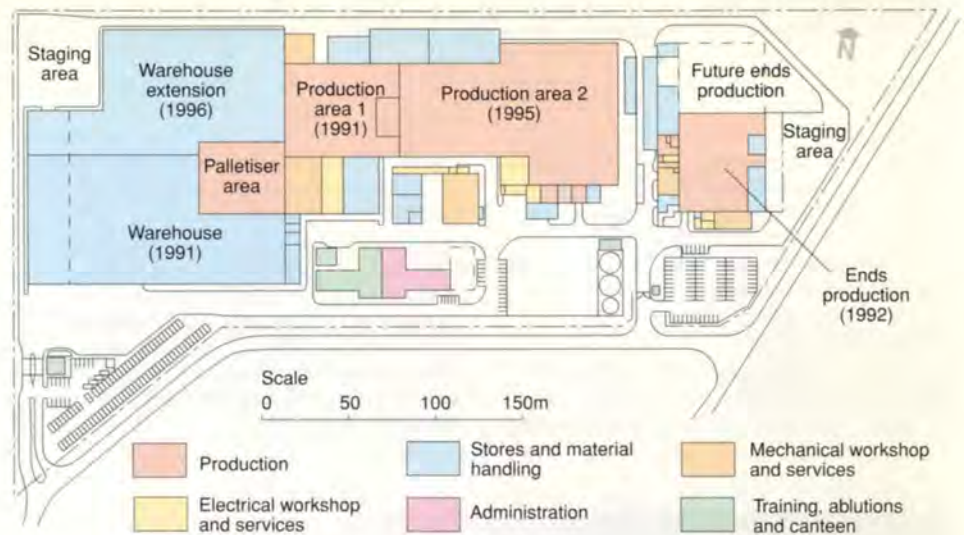 Staging
area
Warehouse
extension
(1996)
Production
area 1
(1991)
Production area 2
(1995)
Future ends
production
N
Staging
area
Palletiser
area
Warehouse
(1991)
Ends
production
(1992)
Scale
0 50 100 150m
Production
Stores and material
handling
Mechanical workshop
and services
Electrical workshop
and services
Administration
Training, ablutions
and canteen